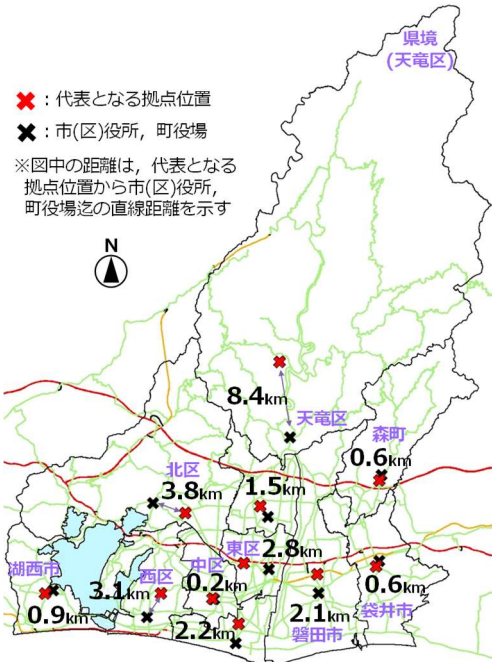 県境
(天竜区)
✖:代表となる拠点位置
✖:市(区)役所，町役場
※図中の距離は，代表となる
拠点位置から市(区)役所，
町役場迄の直線距離を示す
N
8.4km
天竜区
森町
0.6km
北区
3.8km
1.5km
東区
2.8km
湖西市
0.9km
3.1km
西区
中区
0.2km
2.2km
2.1km
磐田市
0.6km
袋井市